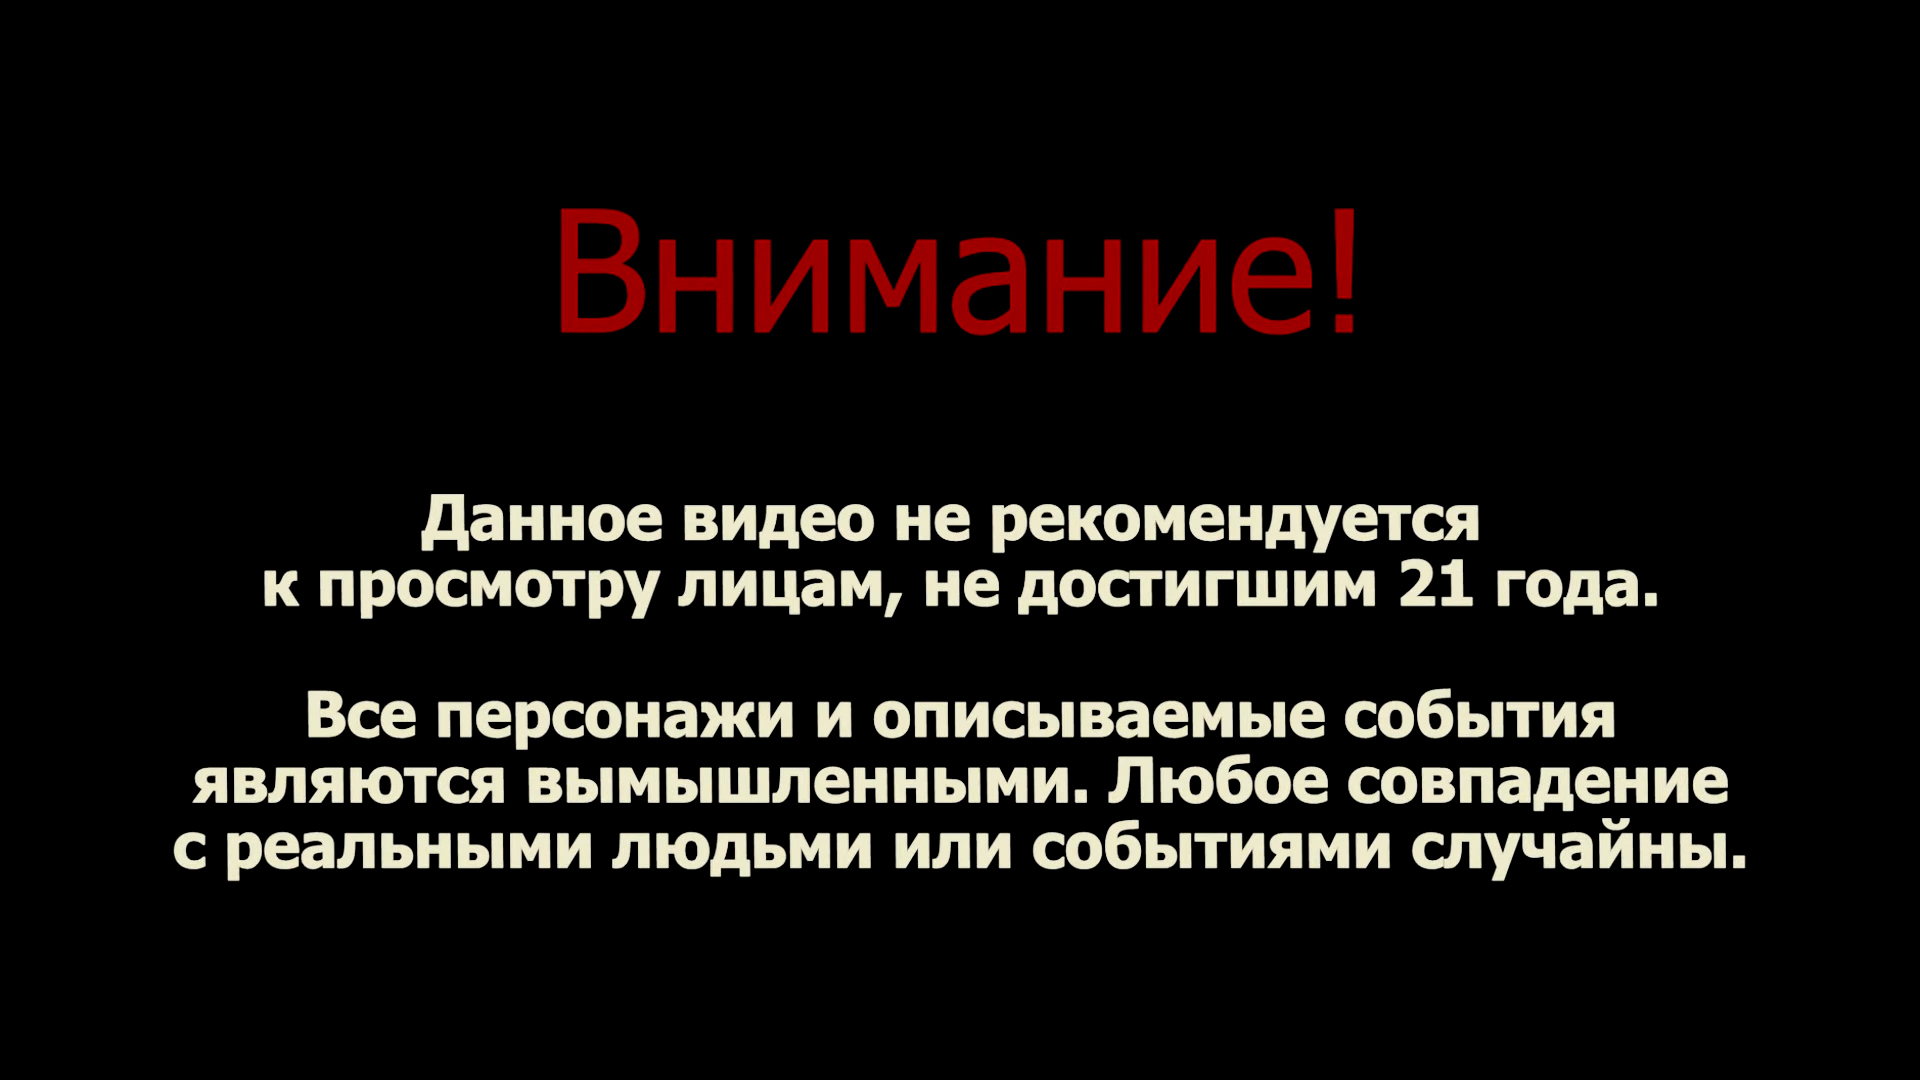 Внимание!
Данное видео не рекомендуется
к просмотру лицам, не достигшим 21 года.
Все персонажи и описываемые события
являются вымышленными. Любое совпадение
с реальными людьми или событиями случайны.